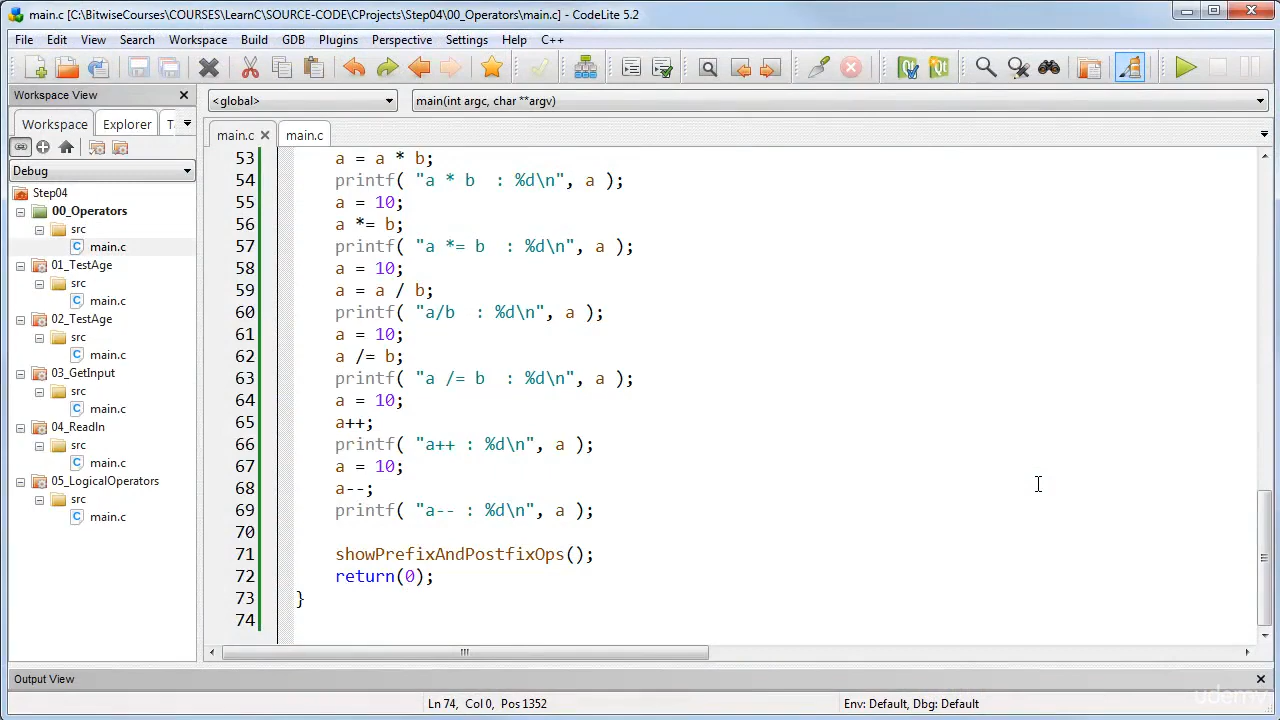 main.c [C:\BitwiseCourses\COURSES\LearnC\SOURCE-CODE\CProjects\Step04\00_Operators\main.c] - CodeLite 5.2
File Edit View Search Workspace Build GDB Plugins Perspective Settings Help C++
Workspace View
<global> main(int argc, char **argv)
Workspace Explorer T
main.c main.c
Debug
Step04
00_Operators
src
main.c
01_TestAge
src
main.c
02_TestAge
src
main.c
03_GetInput
src
main.c
04_ReadIn
src
main.c
05_LogicalOperators
src
main.c
53 a = a * b;
54 printf( "a * b  : %d\n", a );
55 a = 10;
56 a *= b;
57 printf( "a *= b  : %d\n", a );
58 a = 10;
59 a = a / b;
60 printf( "a/b  : %d\n", a );
61 a = 10;
62 a /= b;
63 printf( "a /= b  : %d\n", a );
64 a = 10;
65 a++;
66 printf( "a++ : %d\n", a );
67 a = 10;
68 a--;
69 printf( "a-- : %d\n", a );
70
71 showPrefixAndPostfixOps();
72 return(0);
73 }
74
Output View
Ln 74, Col 0, Pos 1352 Env: Default, Dbg: Default
udemy